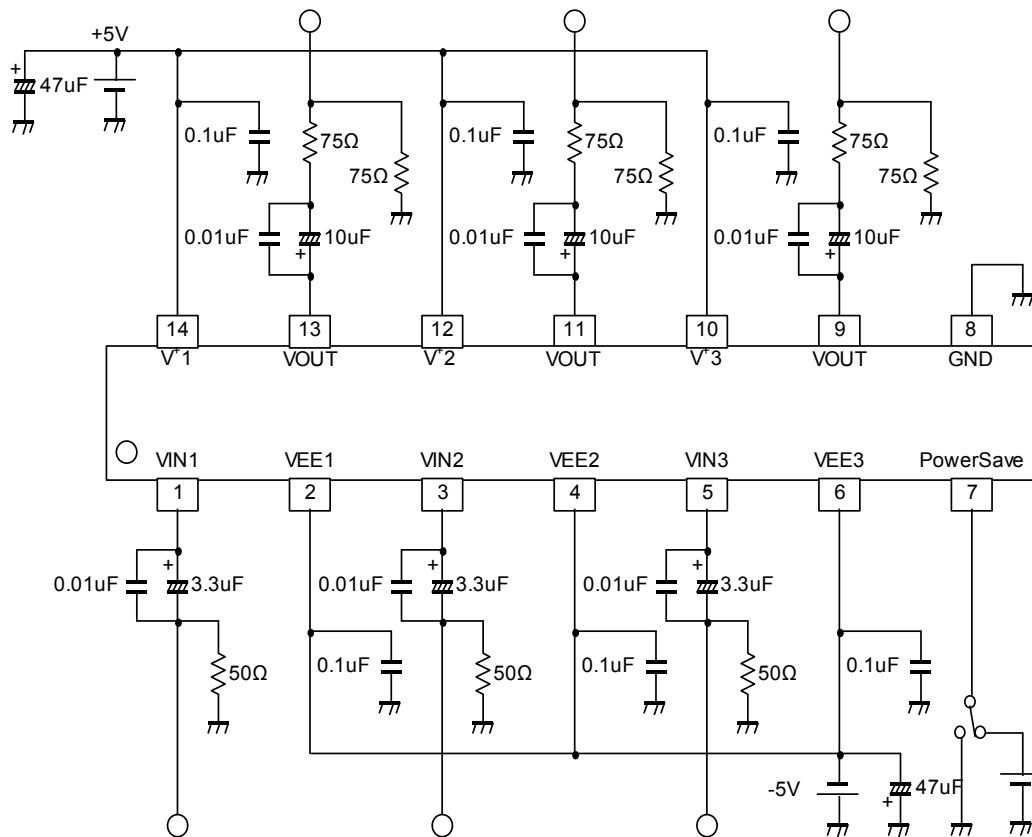 +5V
+
47uF
0.1uF
75Ω
75Ω
0.01uF
10uF
+
0.1uF
75Ω
75Ω
0.01uF
10uF
+
0.1uF
75Ω
75Ω
0.01uF
10uF
+
14 13 12 11 10 9 8
V+1 VOUT V+2 VOUT V+3 VOUT GND
VIN1 VEE1 VIN2 VEE2 VIN3 VEE3 PowerSave
1 2 3 4 5 6 7
+
0.01uF 3.3uF
+
0.01uF 3.3uF
+
0.01uF 3.3uF
50Ω 0.1uF 50Ω 0.1uF 50Ω 0.1uF
-5V
47uF
+